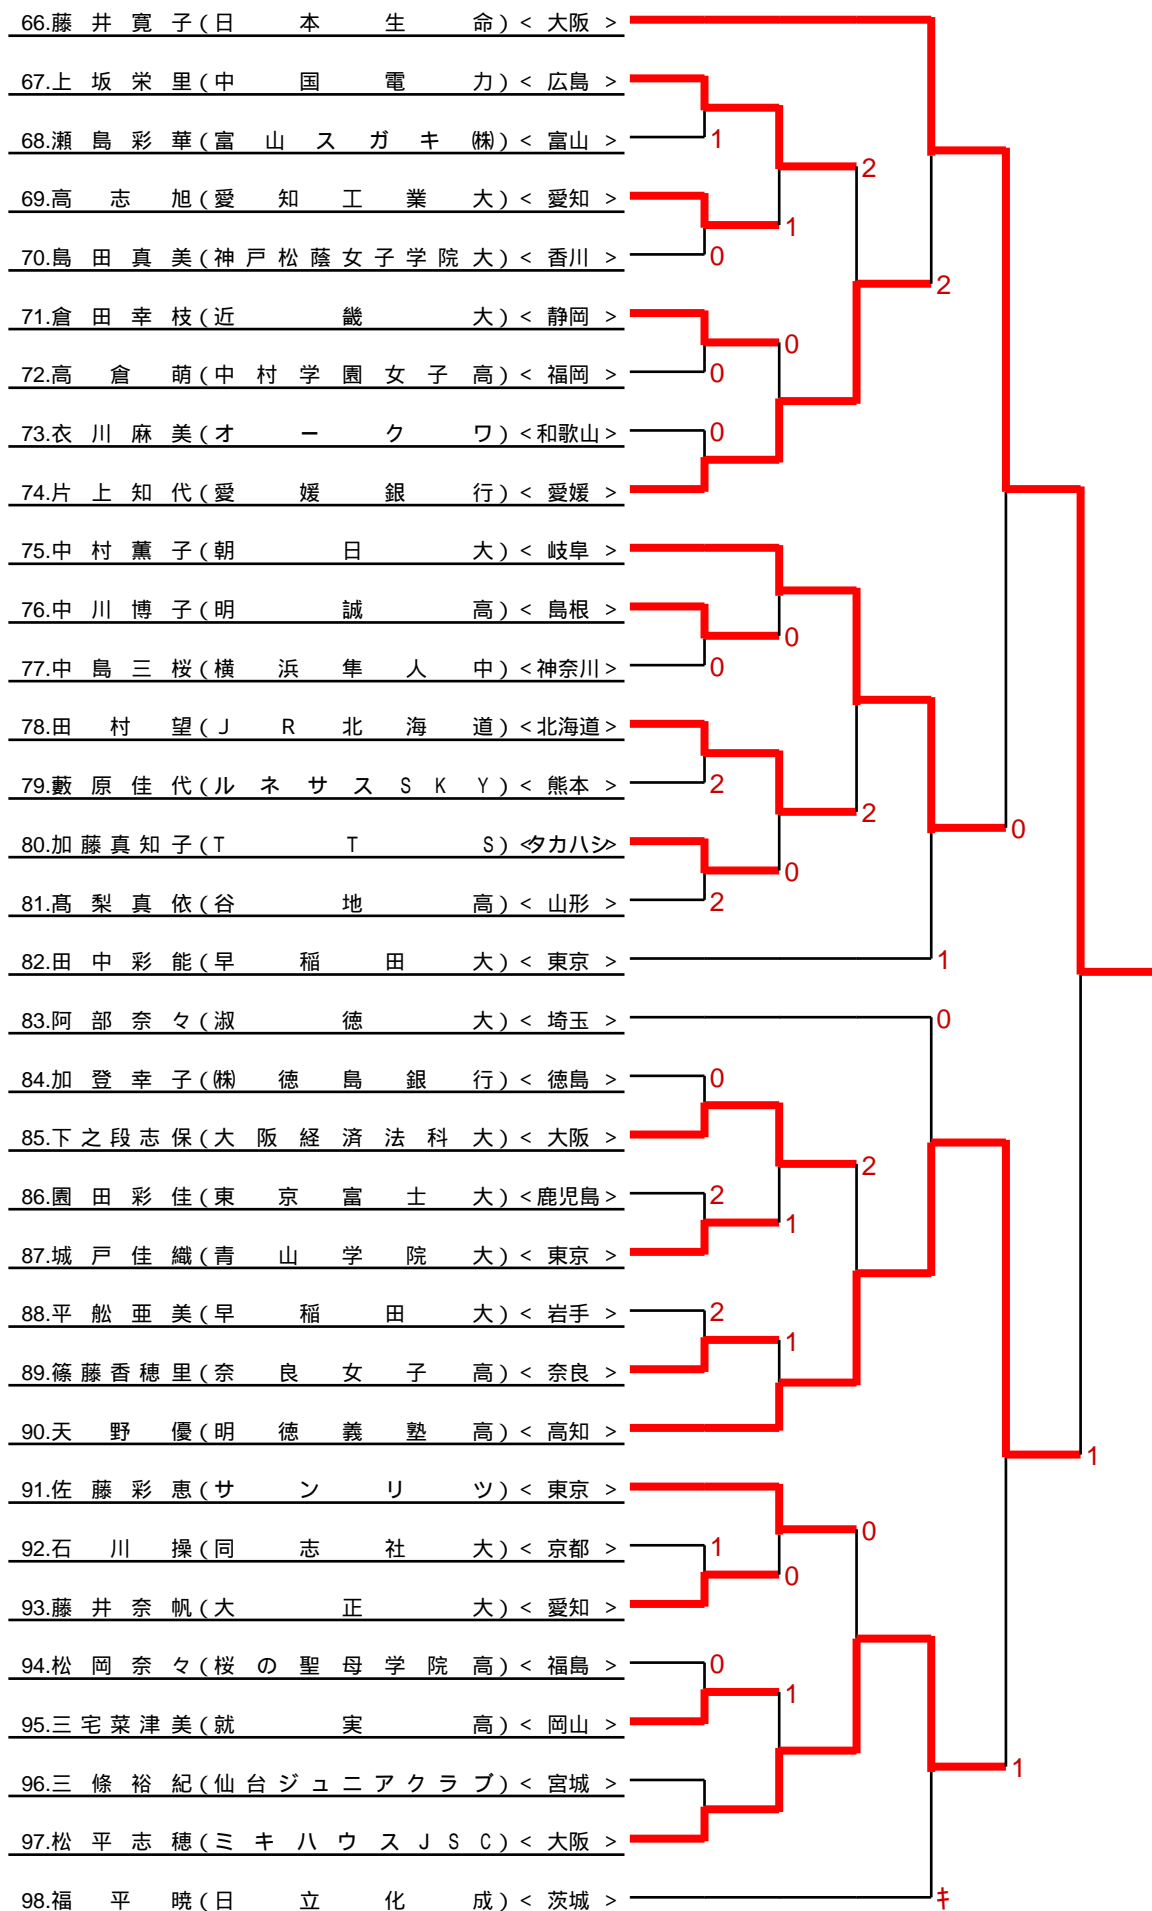 66.藤井寛子(日本生命)<大阪>
67.上坂栄里(中国電力)<広島>
1
68.瀬島彩華(富山スガキ㈱)<富山>
2
69.高志旭(愛知工業大)<愛知>
1
70.島田真美(神戸松蔭女子学院大)<香川>
0
2
71.倉田幸枝(近畿大)<静岡>
0
72.高倉萌(中村学園女子高)<福岡>
0
73.衣川麻美(オークワ)<和歌山>
0
74.片上知代(愛媛銀行)<愛媛>
75.中村薫子(朝日大)<岐阜>
76.中川博子(明誠高)<島根>
0
77.中島三桜(横浜隼人中)<神奈川>
0
78.田村望(JR北海道)<北海道>
79.藪原佳代(ルネサスSKY)<熊本>
2
2
0
80.加藤真知子(TTS)<タカハシ>
0
81.髙梨真依(谷地高)<山形>
2
82.田中彩能(早稲田大)<東京>
1
83.阿部奈々(淑徳大)<埼玉>
0
84.加登幸子(㈱徳島銀行)<徳島>
0
85.下之段志保(大阪経済法科大)<大阪>
2
86.園田彩佳(東京富士大)<鹿児島>
2
1
87.城戸佳織(青山学院大)<東京>
88.平舩亜美(早稲田大)<岩手>
2
1
89.篠藤香穂里(奈良女子高)<奈良>
90.天野優(明徳義塾高)<高知>
1
91.佐藤彩恵(サンリツ)<東京>
0
92.石川操(同志社大)<京都>
1
0
93.藤井奈帆(大正大)<愛知>
94.松岡奈々(桜の聖母学院高)<福島>
0
1
95.三宅菜津美(就実高)<岡山>
1
96.三條裕紀(仙台ジュニアクラブ)<宮城>
97.松平志穂(ミキハウスJSC)<大阪>
98.福平暁(日立化成)<茨城>
キ